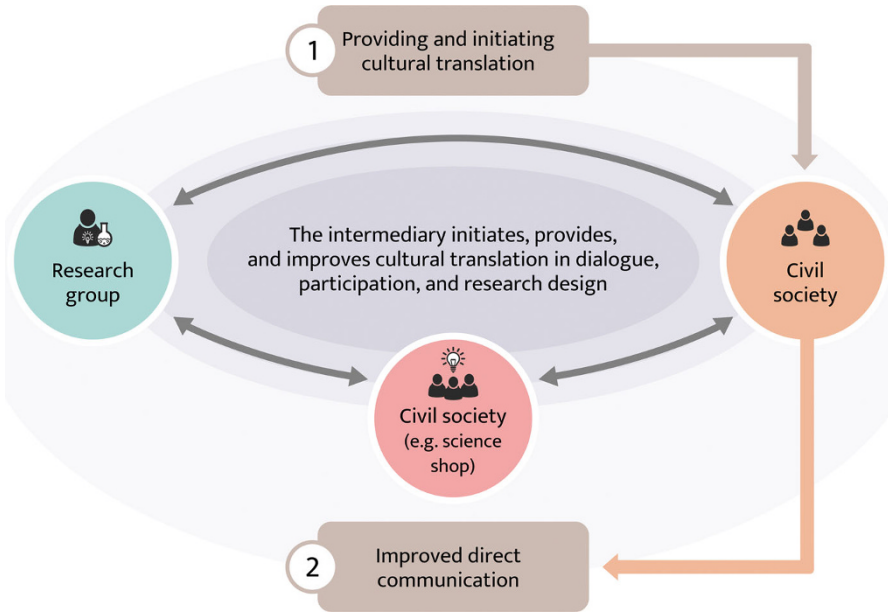 1
Providing and initiating
cultural translation
The intermediary initiates, provides,
and improves cultural translation in dialogue,
participation, and research design
Research
group
Civil
society
Civil society
(e.g. science
shop)
2
Improved direct
communication